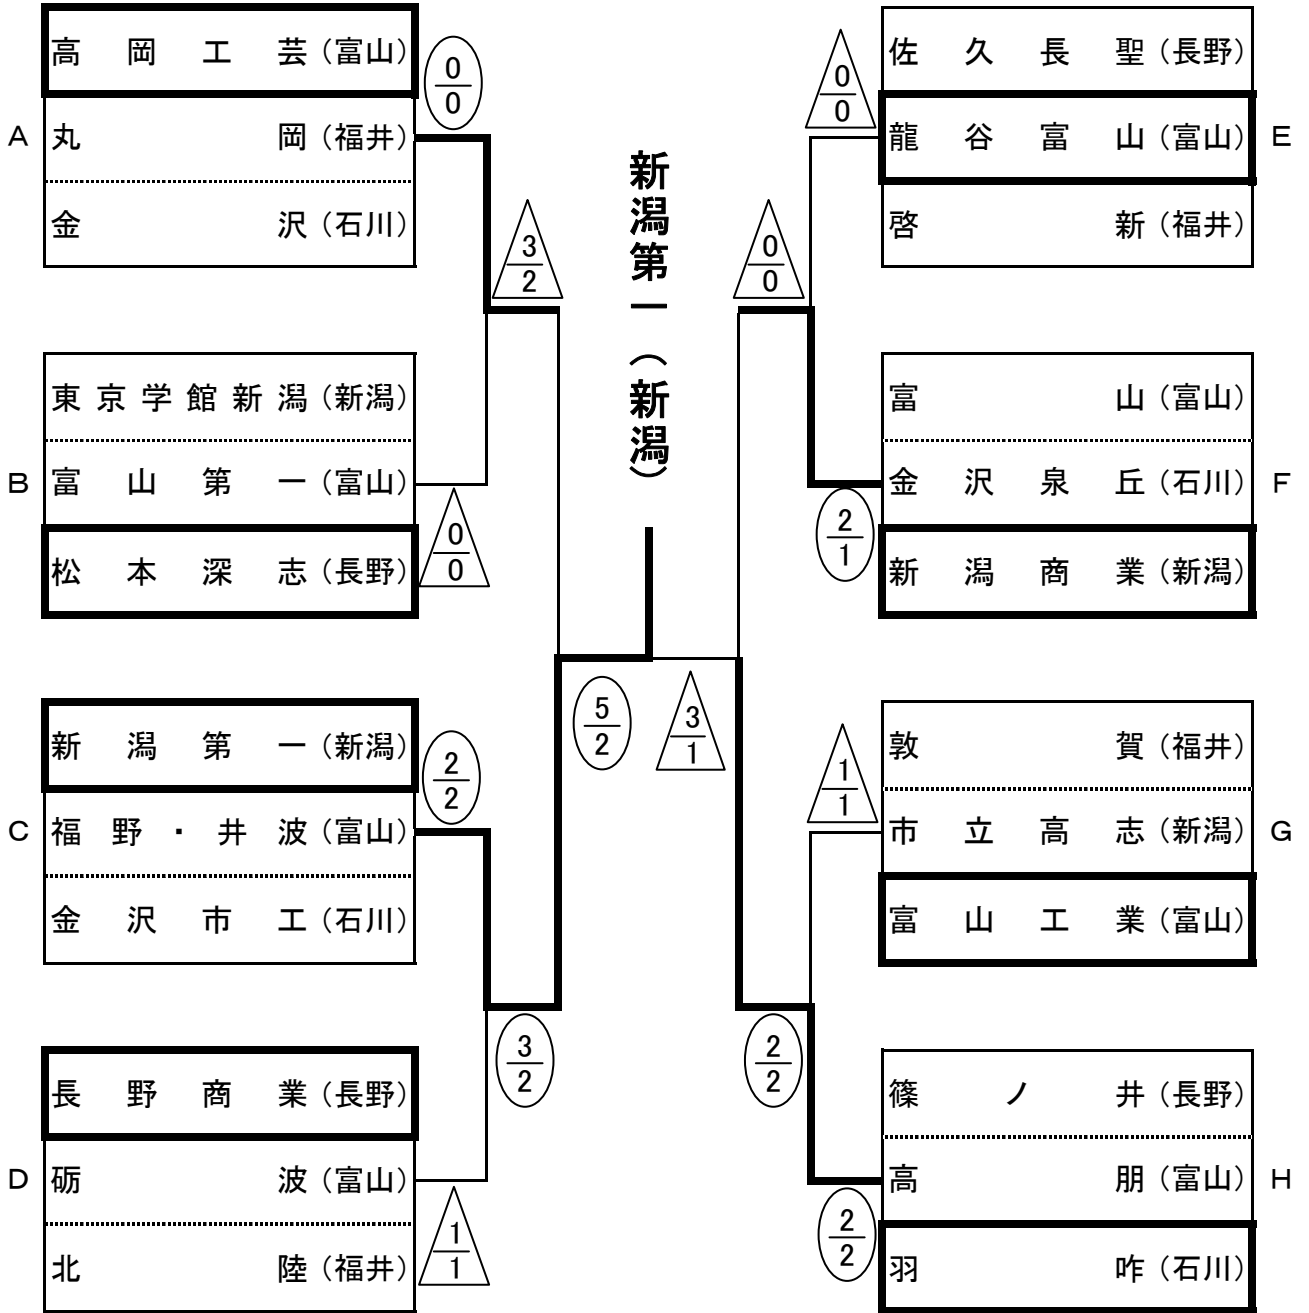 A
高岡工芸(富山)
丸岡(福井)
金沢(石川)
0
0
B
東京学館新潟(新潟)
富山第一(富山)
松本深志(長野)
0
0
3
2
C
新潟第一(新潟)
福野・井波(富山)
金沢市工(石川)
2
2
D
長野商業(長野)
砺波(富山)
北陸(福井)
1
1
3
2
新潟第一(新潟)
5
2
3
1
E
佐久長聖(長野)
龍谷富山(富山)
啓新(福井)
0
0
0
0
F
富山(富山)
金沢泉丘(石川)
新潟商業(新潟)
2
1
G
敦賀(福井)
市立高志(新潟)
富山工業(富山)
1
1
2
2
H
篠ノ井(長野)
高朋(富山)
羽咋(石川)
2
2